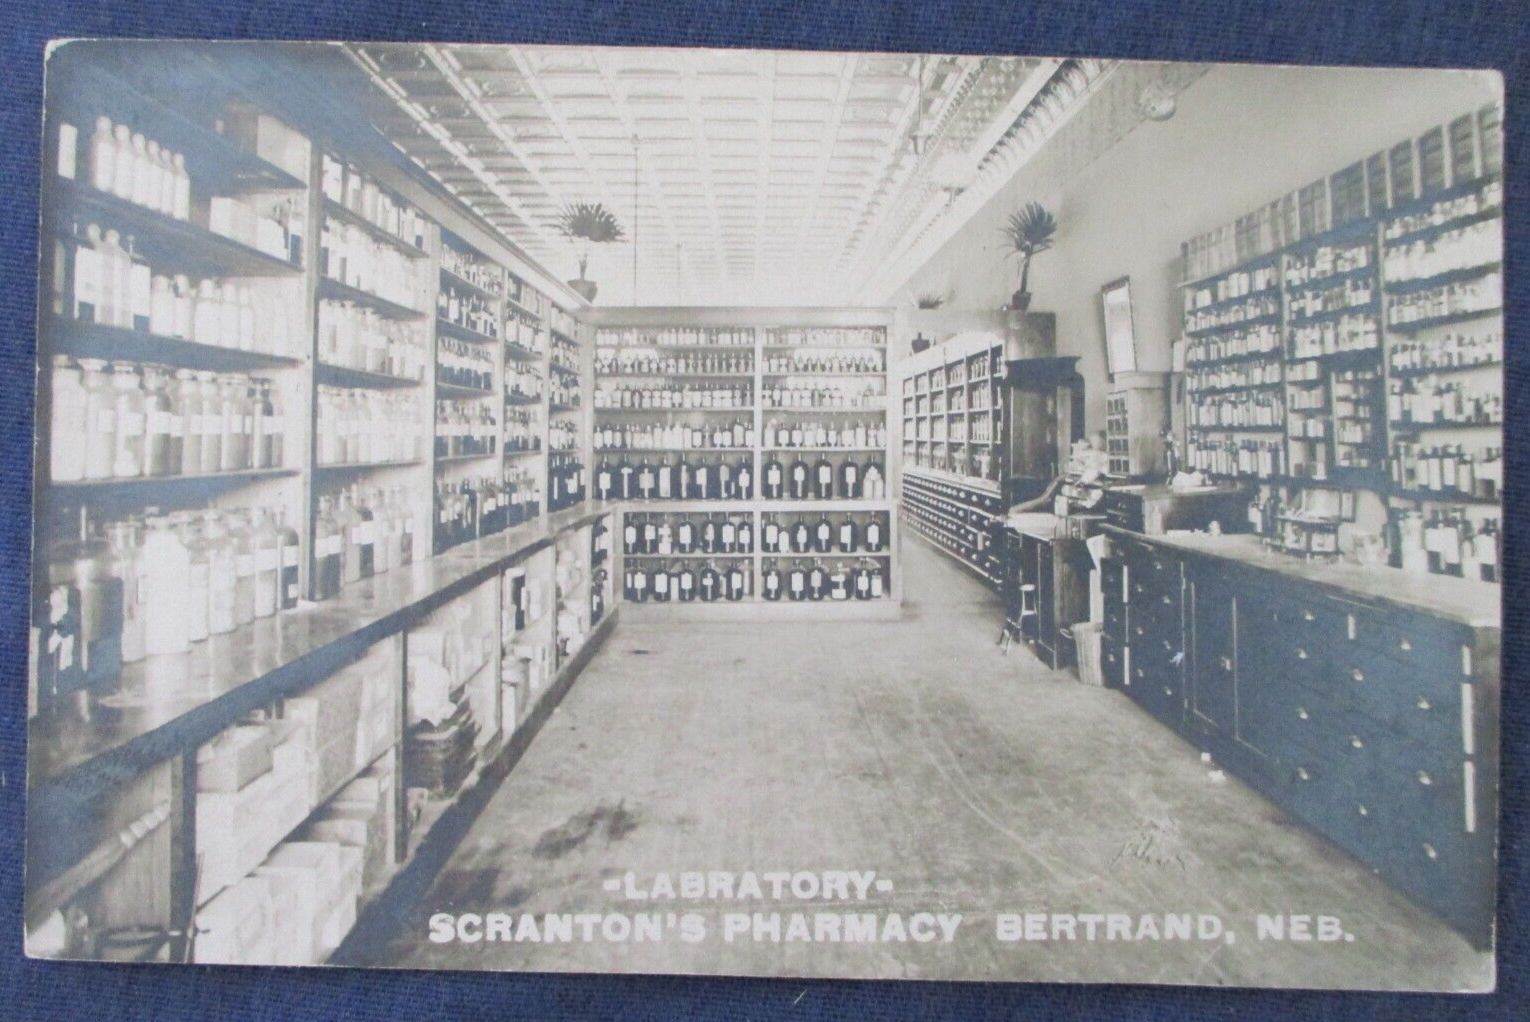 -LABRATORY-
SCRANTON'S PHARMACY BERTRAND, NEB.